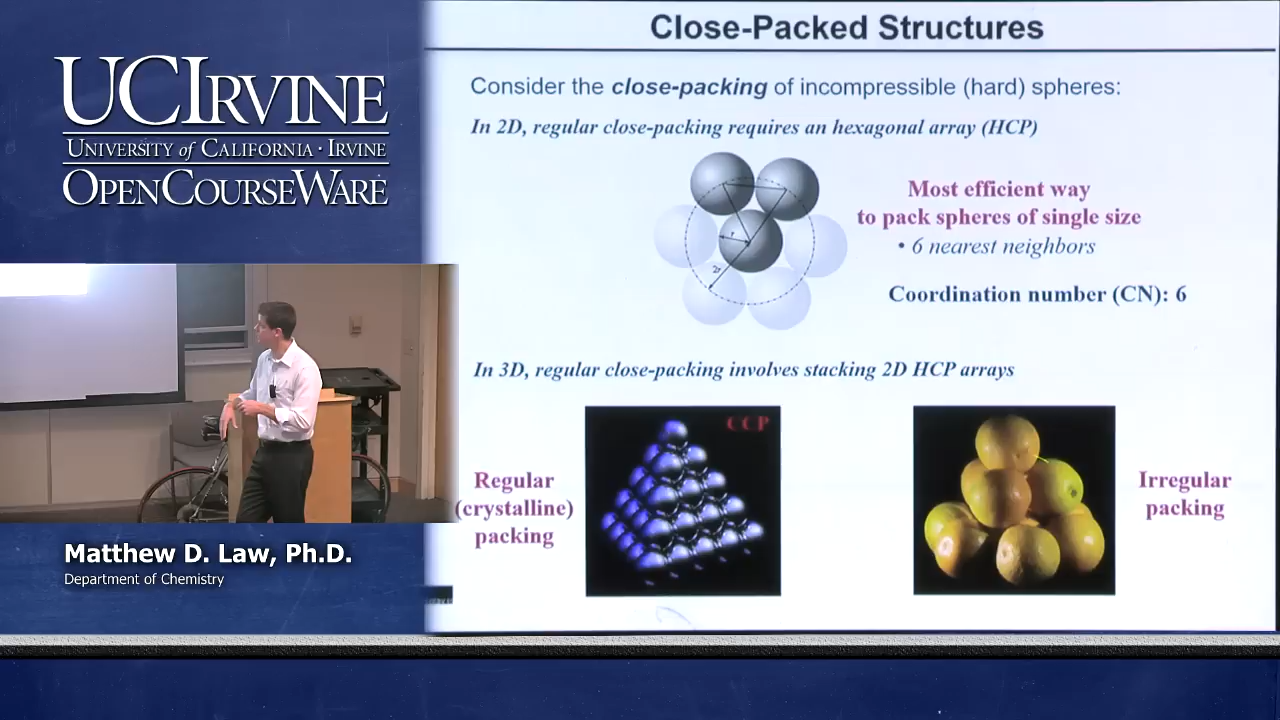 UCIRVINE
UNIVERSITY of CALIFORNIA · IRVINE
OPENCOURSEWARE
Matthew D. Law, Ph.D.
Department of Chemistry
Close-Packed Structures
Consider the close-packing of incompressible (hard) spheres:
In 2D, regular close-packing requires an hexagonal array (HCP)
r
2r
Most efficient way
to pack spheres of single size
• 6 nearest neighbors
Coordination number (CN): 6
In 3D, regular close-packing involves stacking 2D HCP arrays
Regular
(crystalline)
packing
CCP
Irregular
packing